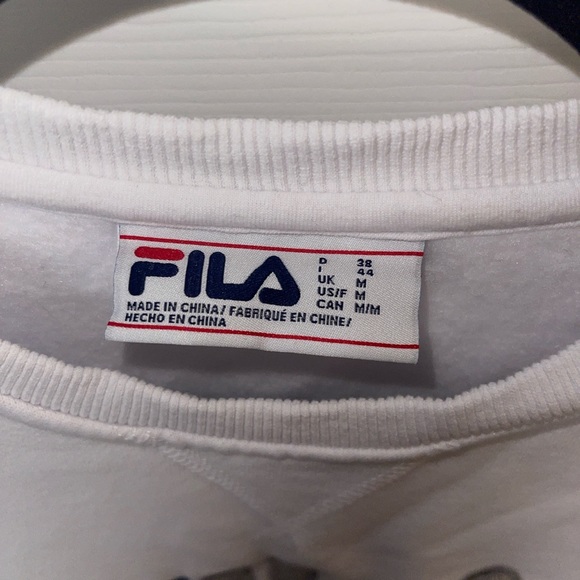 FILA
D 38
I 44
UK M
US/F M
CAN M/M
MADE IN CHINA/ FABRIQUÉ EN CHINE/
HECHO EN CHINA